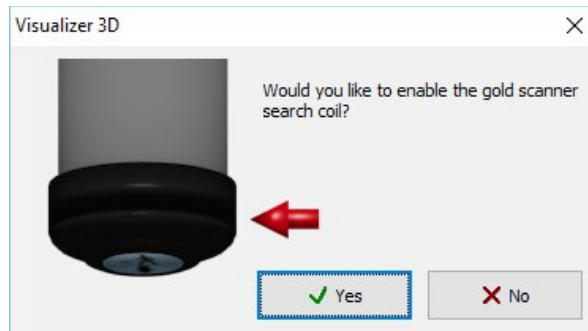 Visualizer 3D
Would you like to enable the gold scanner
search coil?
Yes
No